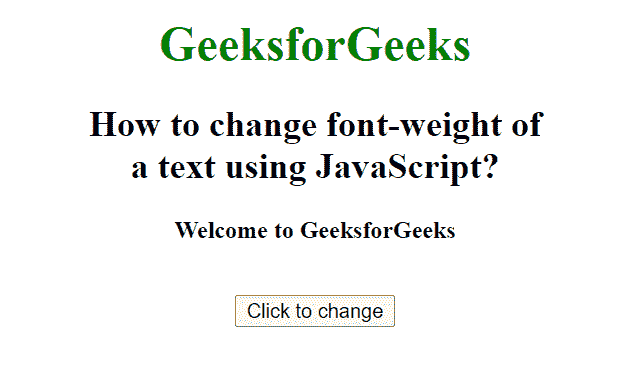 GeeksforGeeks
How to change font-weight of
a text using JavaScript?
Welcome to GeeksforGeeks
Click to change